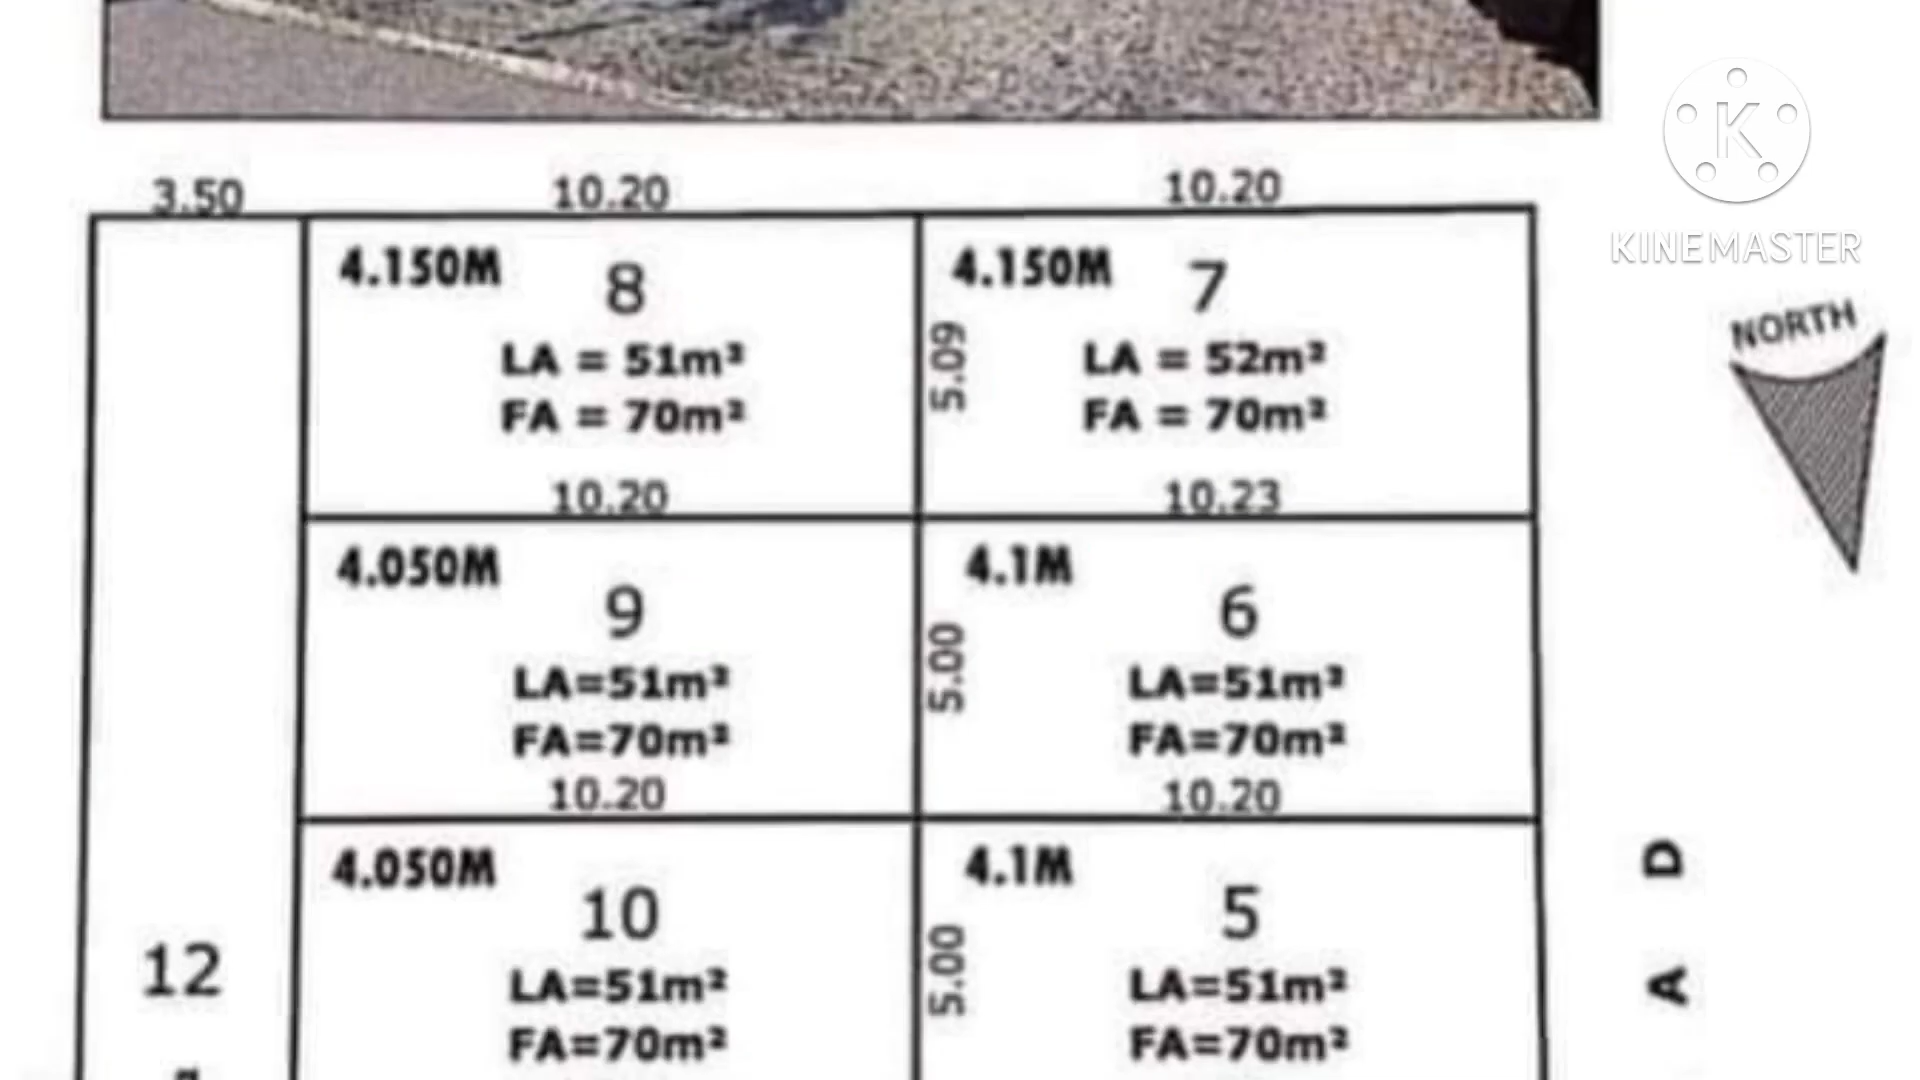 K
KINEMASTER
NORTH
3.50 10.20 10.20
4.150M 8
LA = 51m²
FA = 70m²
10.20
5.09
4.150M 7
LA = 52m²
FA = 70m²
10.23
4.050M
9
LA=51m²
FA=70m²
10.20
5.00
4.1M
6
LA=51m²
FA=70m²
10.20
4.050M
10
LA=51m²
FA=70m²
5.00
4.1M
5
LA=51m²
FA=70m²
12
A D